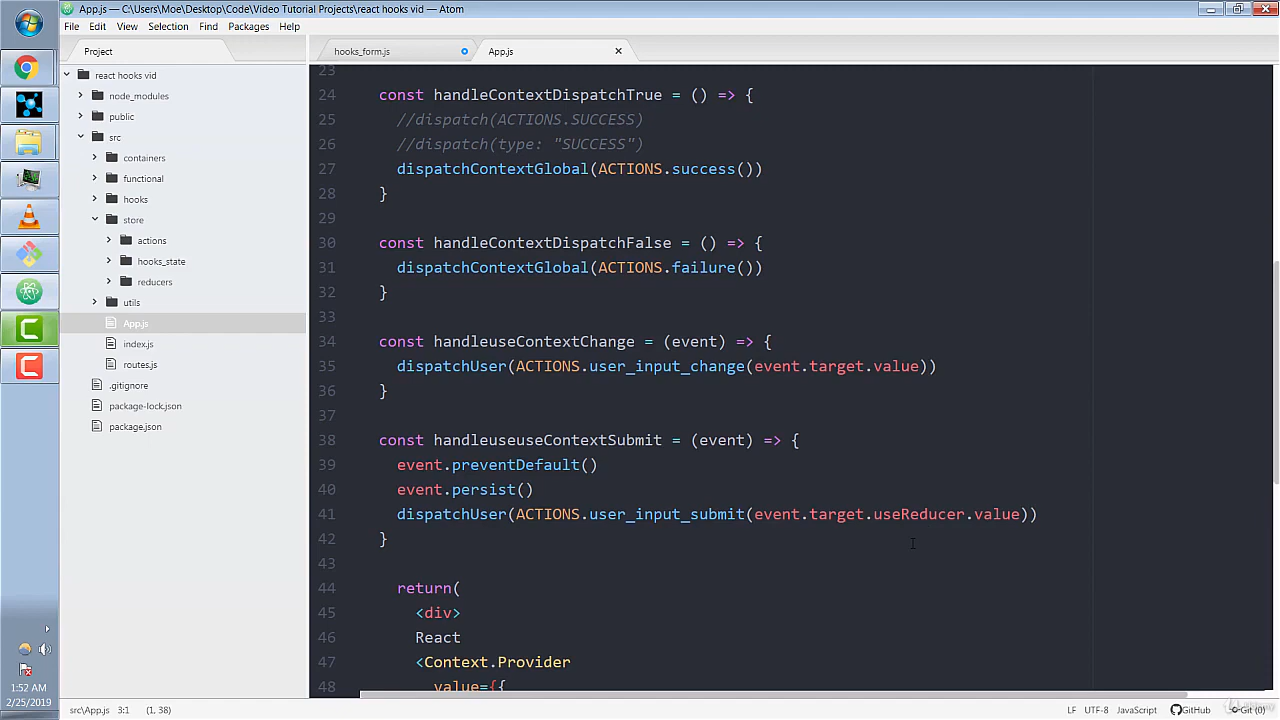 App.js — C:\Users\Moe\Desktop\Code\Video Tutorial Projects\react hooks vid — Atom
File Edit View Selection Find Packages Help
Project
hooks_form.js
App.js
react hooks vid
node_modules
public
src
containers
functional
hooks
store
actions
hooks_state
reducers
utils
App.js
index.js
routes.js
.gitignore
package-lock.json
package.json
23
24 const handleContextDispatchTrue = () => {
25 //dispatch(ACTIONS.SUCCESS)
26 //dispatch(type: "SUCCESS")
27 dispatchContextGlobal(ACTIONS.success())
28 }
29
30 const handleContextDispatchFalse = () => {
31 dispatchContextGlobal(ACTIONS.failure())
32 }
33
34 const handleuseContextChange = (event) => {
35 dispatchUser(ACTIONS.user_input_change(event.target.value))
36 }
37
38 const handleuseuseContextSubmit = (event) => {
39 event.preventDefault()
40 event.persist()
41 dispatchUser(ACTIONS.user_input_submit(event.target.useReducer.value))
42 }
43
44 return(
45 <div>
46 React
47 <Context.Provider
48 value={{
1:52 AM
2/25/2019
src\App.js 3:1 (1, 38)
LF UTF-8 JavaScript GitHub Git (0)